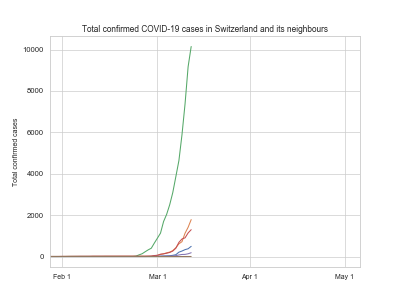 Total confirmed COVID-19 cases in Switzerland and its neighbours
Total confirmed cases
10000
8000
6000
4000
2000
0
Feb 1
Mar 1
Apr 1
May 1